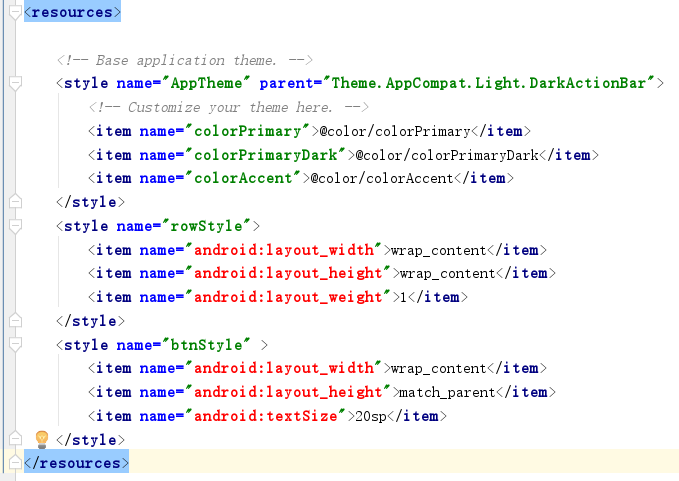 <resources>
<!-- Base application theme. -->
<style name="AppTheme" parent="Theme.AppCompat.Light.DarkActionBar">
<!-- Customize your theme here. -->
<item name="colorPrimary">@color/colorPrimary</item>
<item name="colorPrimaryDark">@color/colorPrimaryDark</item>
<item name="colorAccent">@color/colorAccent</item>
</style>
<style name="rowStyle">
<item name="android:layout_width">wrap_content</item>
<item name="android:layout_height">wrap_content</item>
<item name="android:layout_weight">1</item>
</style>
<style name="btnStyle" >
<item name="android:layout_width">wrap_content</item>
<item name="android:layout_height">match_parent</item>
<item name="android:textSize">20sp</item>
</style>
</resources>